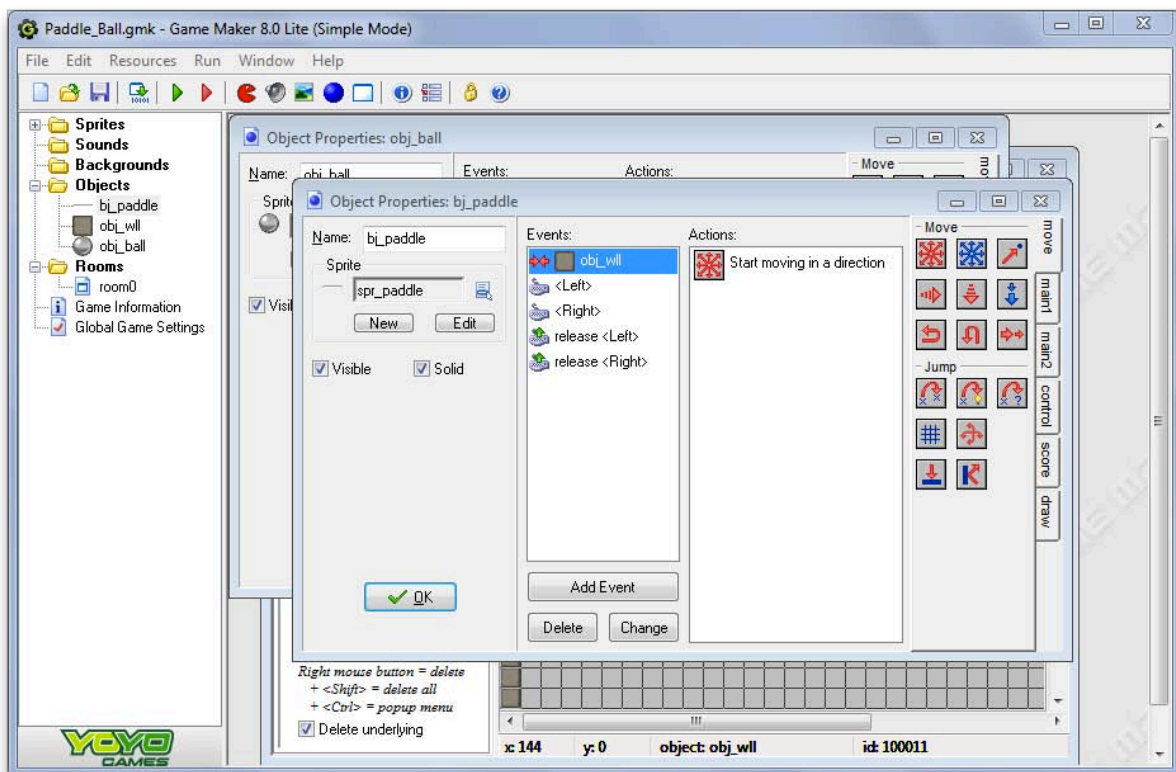 Paddle_Ball.gmk - Game Maker 8.0 Lite (Simple Mode)
File Edit Resources Run Window Help
Sprites
Sounds
Backgrounds
Objects
bj_paddle
obj_wll
obj_ball
Rooms
room0
Game Information
Global Game Settings
YOYO
GAMES
Object Properties: obj_ball
Name: obj_ball
Events:
Actions:
Move
Object Properties: bj_paddle
Name: bj_paddle
Sprite
spr_paddle
New Edit
Visible Solid
OK
Events:
obj_wll
<Left>
<Right>
release <Left>
release <Right>
Add Event
Delete Change
Actions:
Start moving in a direction
Move
Jump
move
main1
main2
control
score
draw
Right mouse button = delete
+ <Shift> = delete all
+ <Ctrl> = popup menu
Delete underlying
x: 144 y: 0 object: obj_wll id: 100011